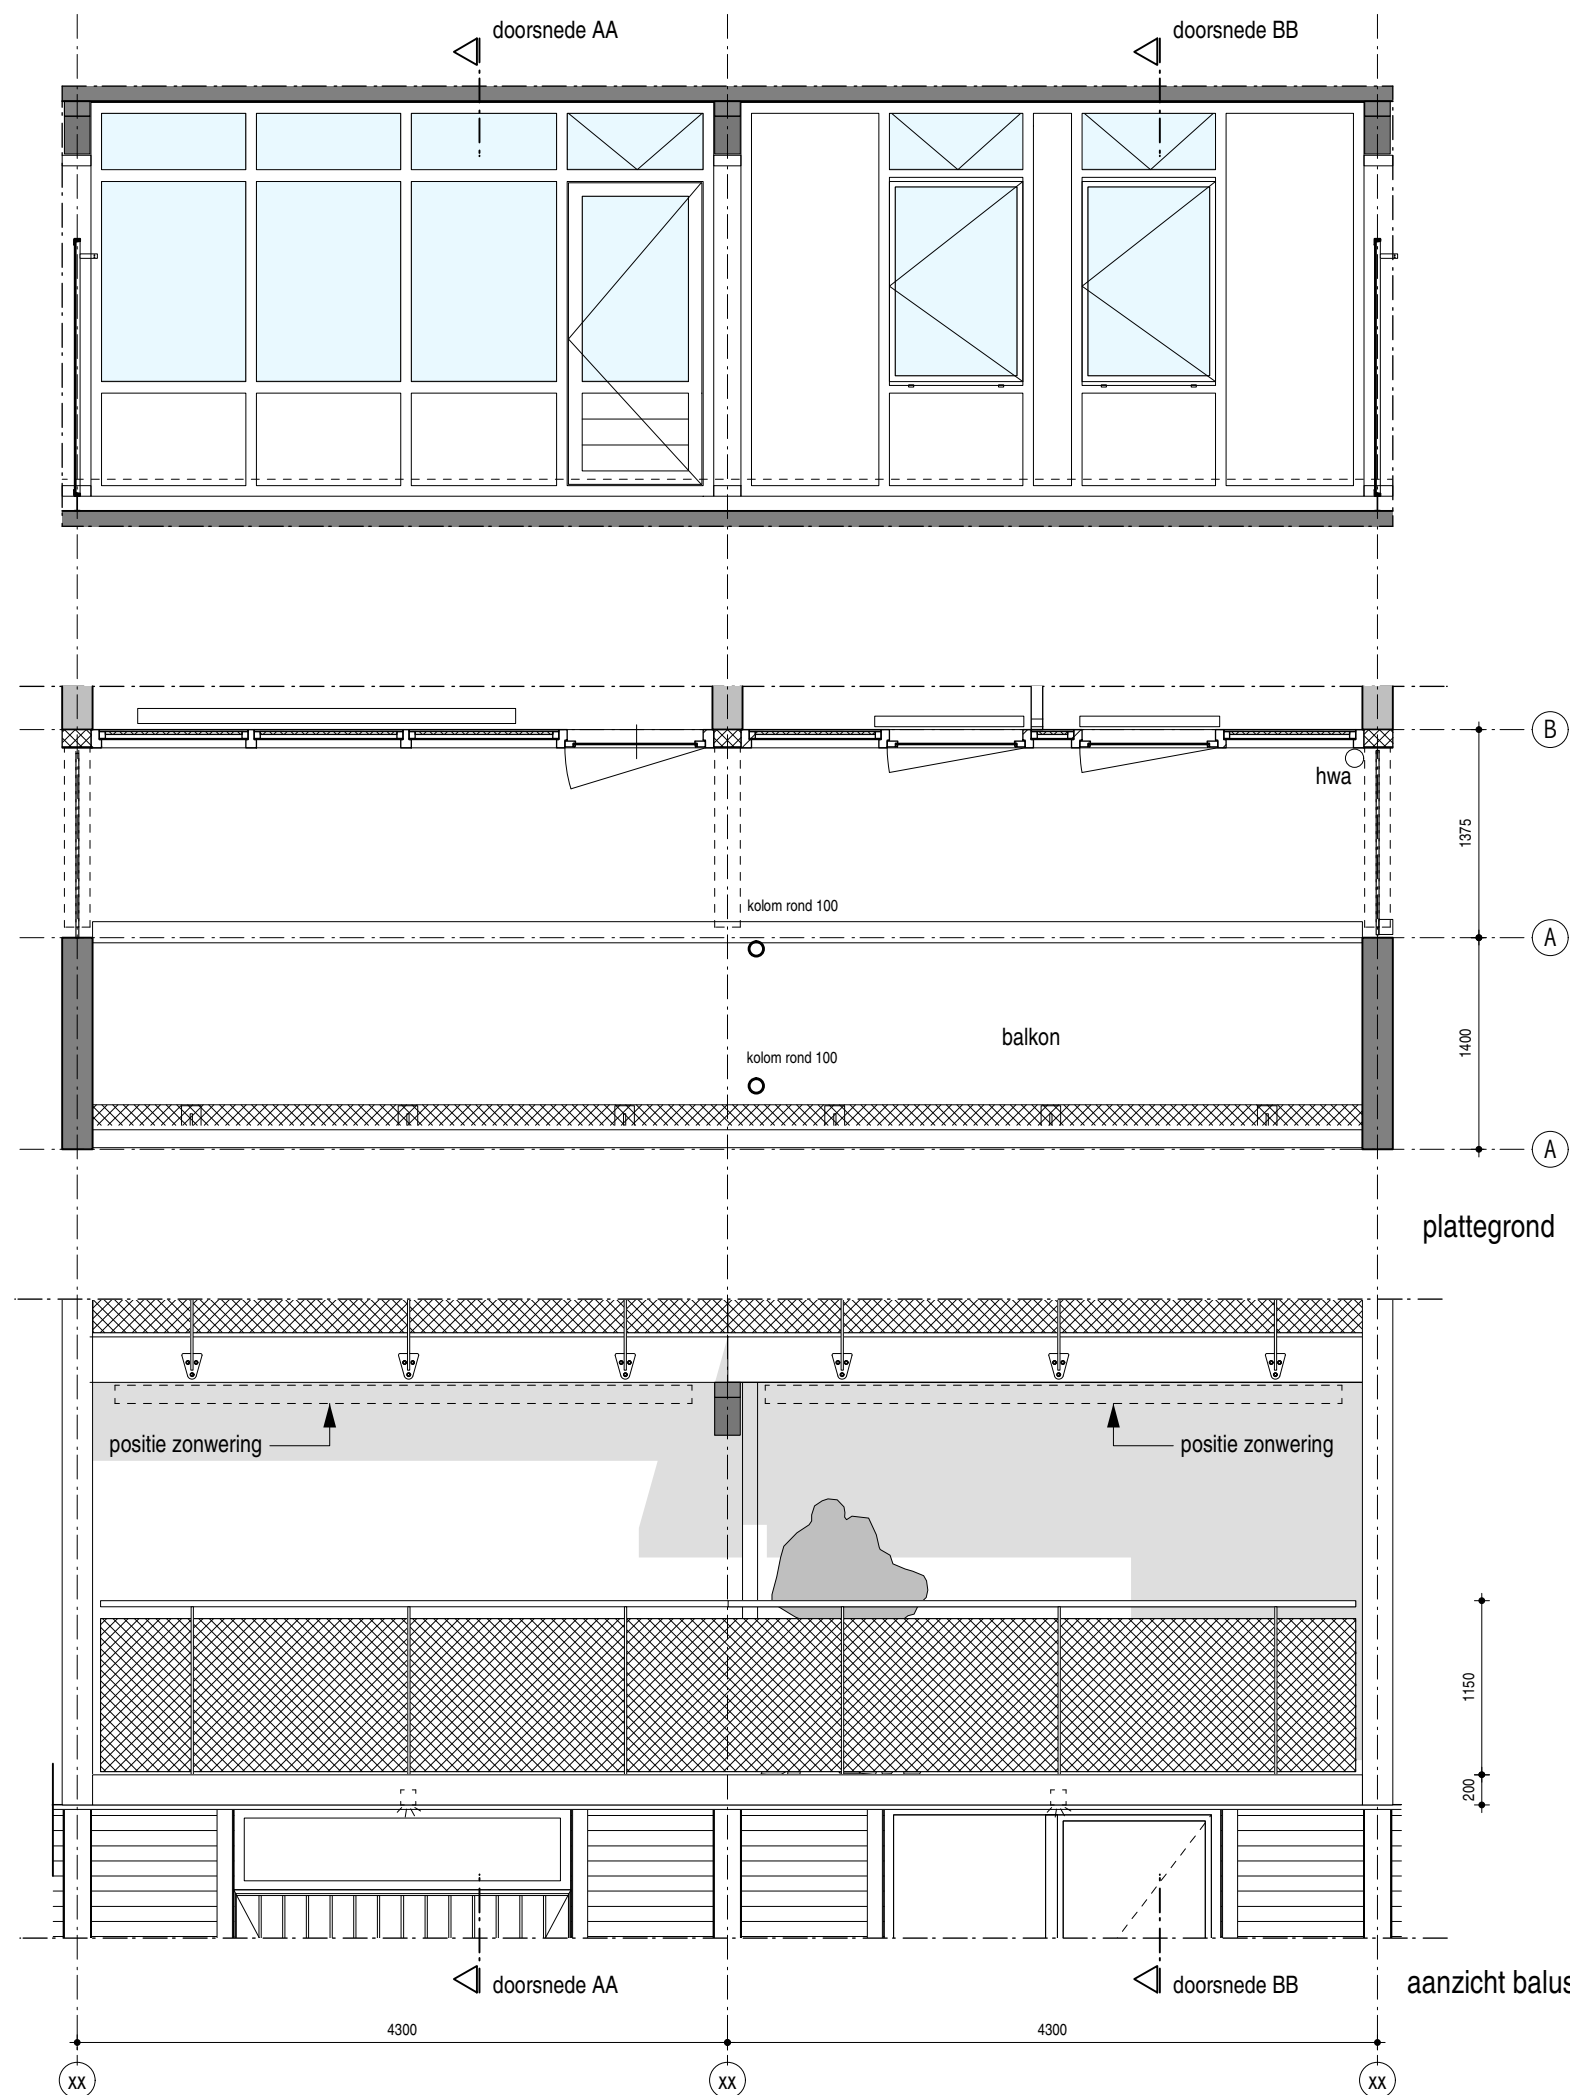 doorsnede AA
doorsnede BB
B
hwa
1375
kolom rond 100
A
balkon
1400
kolom rond 100
A
plattegrond
positie zonwering
positie zonwering
1150
200
doorsnede AA
doorsnede BB
aanzicht balus
4300
4300
xx
xx
xx